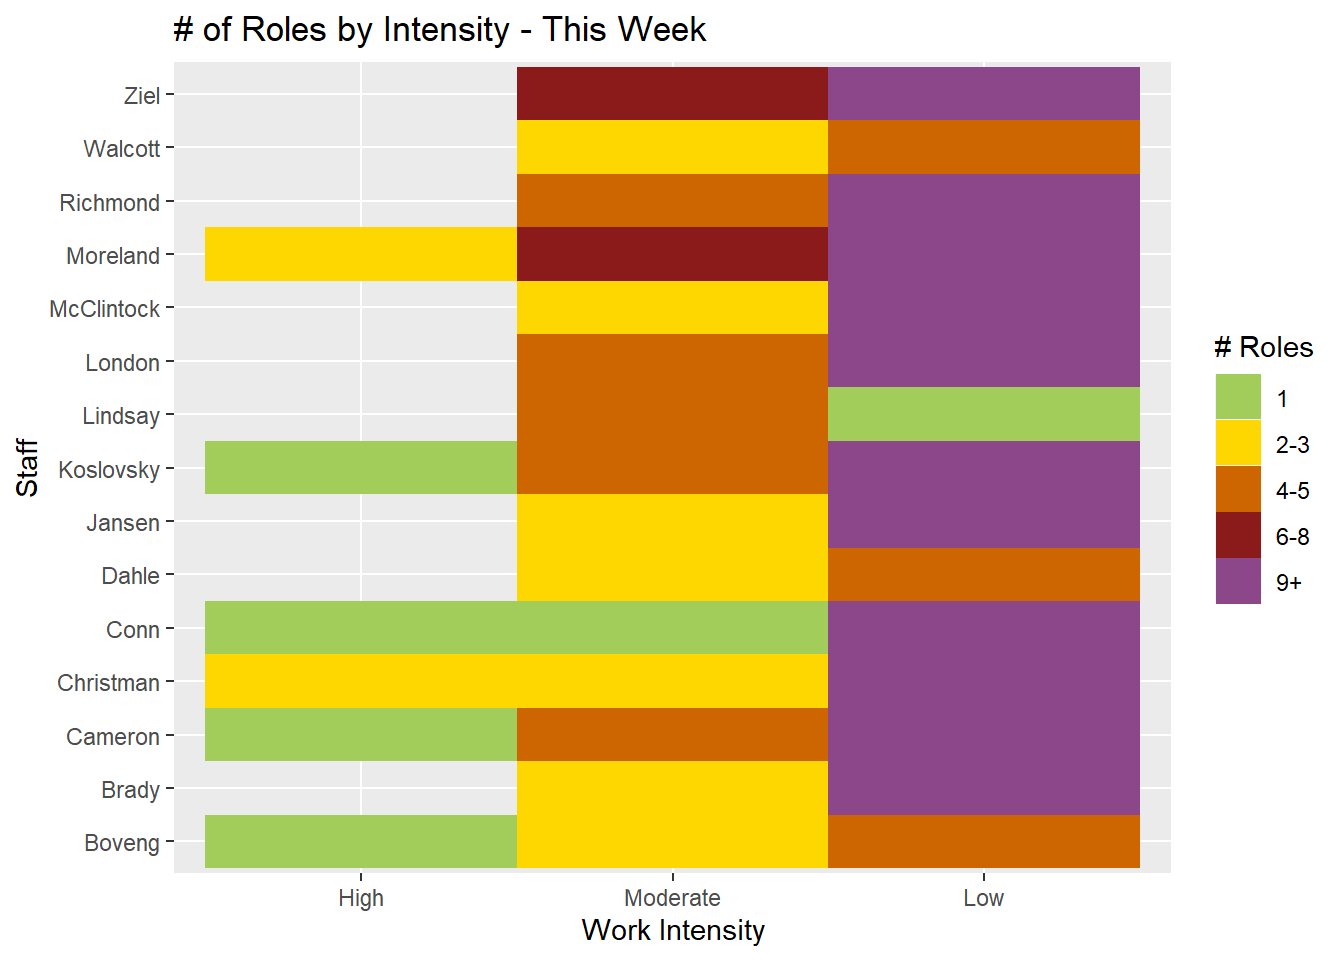 # of Roles by Intensity - This Week
Ziel
Walcott
Richmond
Moreland
McClintock
London
Lindsay
Koslovsky
Jansen
Dahle
Conn
Christman
Cameron
Brady
Boveng
Staff
High Moderate Low
Work Intensity
# Roles
1
2-3
4-5
6-8
9+